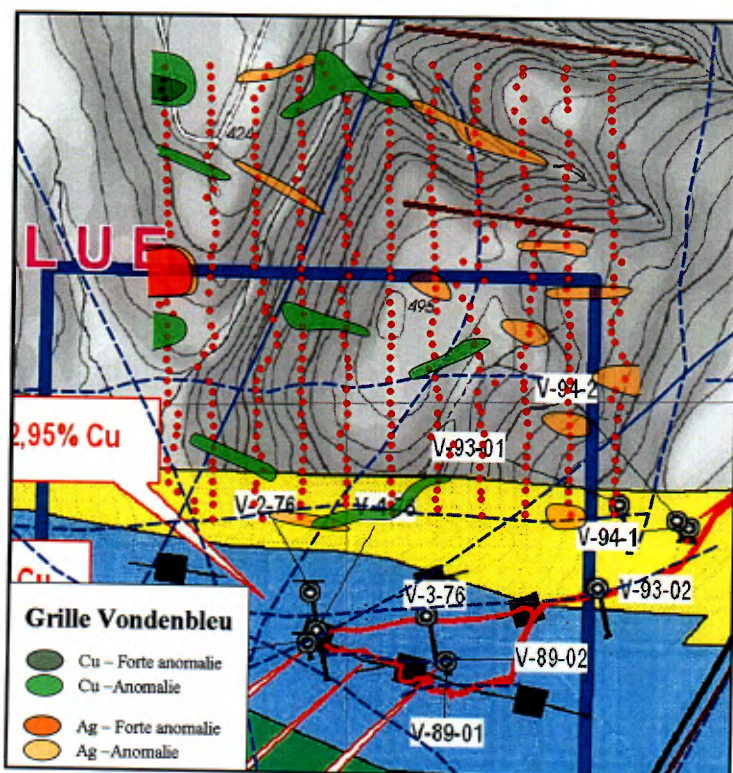 424
LUE
495
V-94-2
2,95% Cu
V-93-01
V-2-76
V-94-1
Cu
V-3-76
V-93-02
Grille Vondenbleu
V-89-02
Cu – Forte anomalie
Cu –Anomalie
Ag – Forte anomalie
V-89-01
Ag –Anomalie